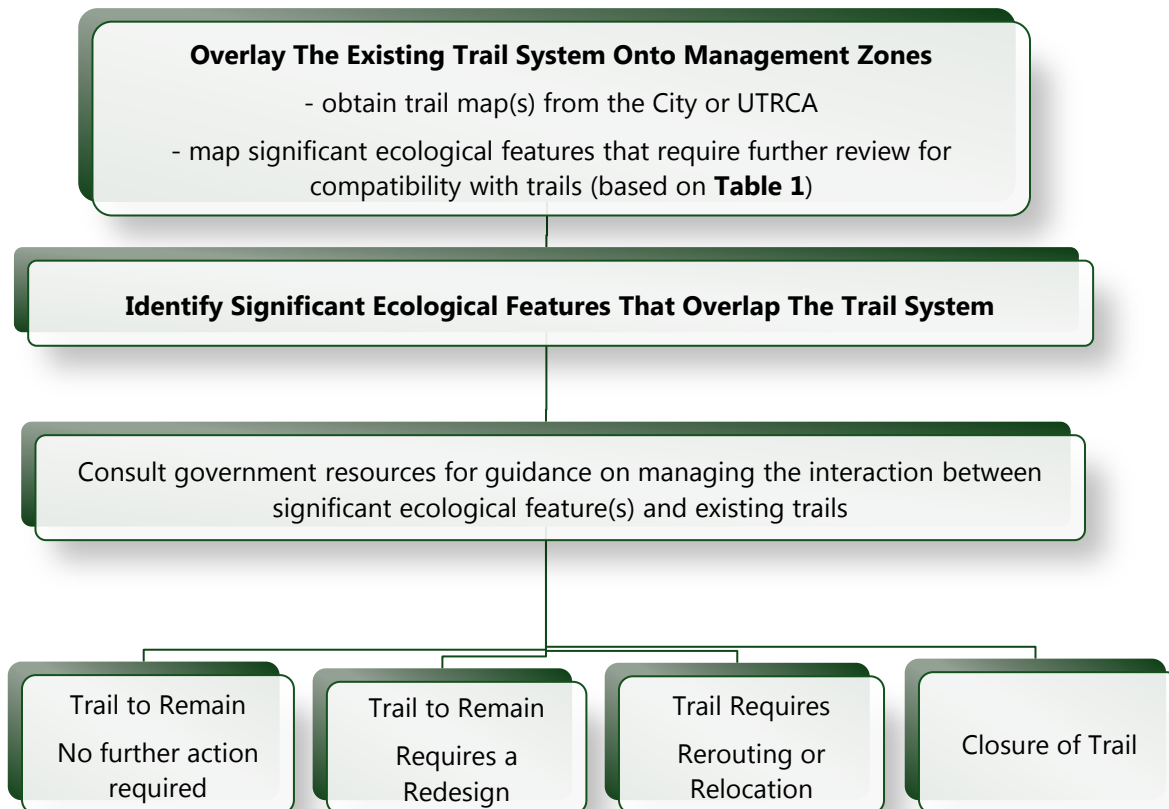 Overlay The Existing Trail System Onto Management Zones
- obtain trail map(s) from the City or UTRCA
- map significant ecological features that require further review for
compatibility with trails (based on Table 1)
Identify Significant Ecological Features That Overlap The Trail System
Consult government resources for guidance on managing the interaction between
significant ecological feature(s) and existing trails
Trail to Remain
No further action
required
Trail to Remain
Requires a
Redesign
Trail Requires
Rerouting or
Relocation
Closure of Trail